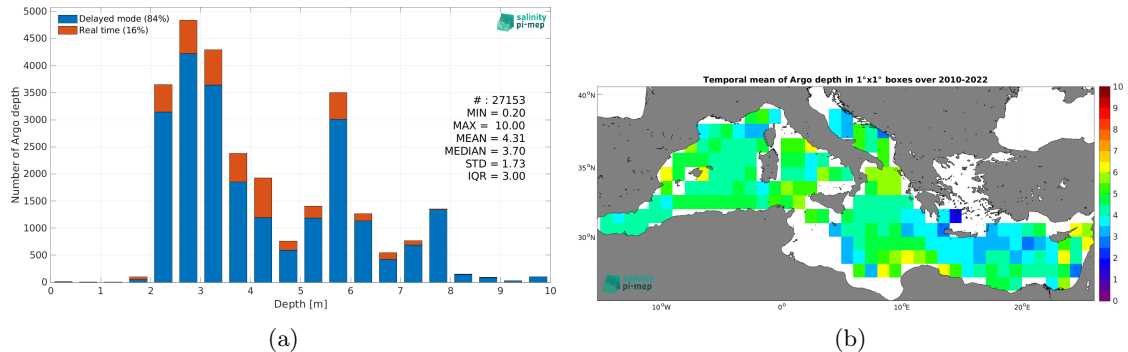 Delayed mode (84%)
Real time (16%)
salinity
pi-mep
5000
4500
4000
3500
3000
2500
2000
1500
1000
500
0
Number of Argo depth
# : 27153
MIN = 0.20
MAX = 10.00
MEAN = 4.31
MEDIAN = 3.70
STD = 1.73
IQR = 3.00
0 1 2 3 4 5 6 7 8 9 10
Depth [m]
(a)
Temporal mean of Argo depth in 1°x1° boxes over 2010-2022
40°N
35°N
30°N
10°W 0° 10°E 20°E
salinity
pi-mep
10
9
8
7
6
5
4
3
2
1
0
(b)